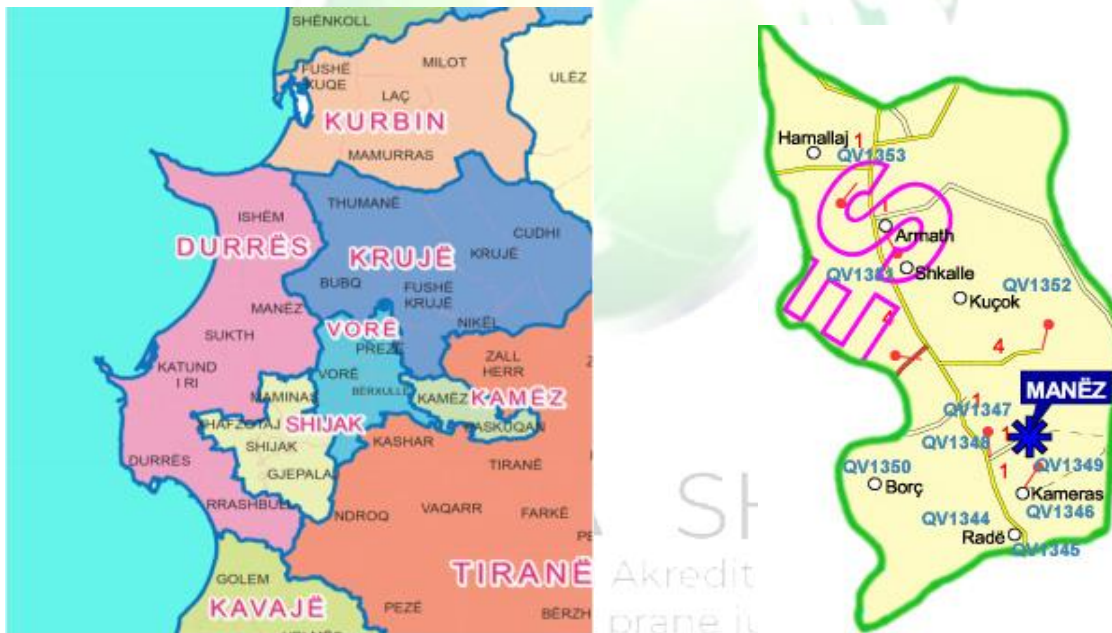 SHËNKOLL
FUSHË
KUQE
MILOT
ULËZ
LAÇ
KURBIN
MAMURRAS
THUMANË
ISHËM
CUDHI
DURRËS
KRUJË
KRUJË
BUBQ
FUSHË
KRUJË
MANËZ
NIKËL
VORË
SUKTH
PREZË
ZALL
HERR
KATUND
I RI
VORË
BËRXULLË
MAMINAS
KAMËZ
KAMËZ
SHIJAK
PASKUQAN
KASHAR
SHIJAK
DURRËS
GJEPALA
TIRANË
RRASHBULL
NDROQ
VAQARR
FARKË
TIRANË
GOLEM
KAVAJË
PEZË
Hamallaj
1
QV1353
1
Armath
Shkalle
QV1352
Kuçok
4
4
MANËZ
1
QV1347
1
QV1348
QV1349
1
QV1350
Borç
Kameras
QV1346
QV1344
Radë
QV1345
SH
Akredit
pranë